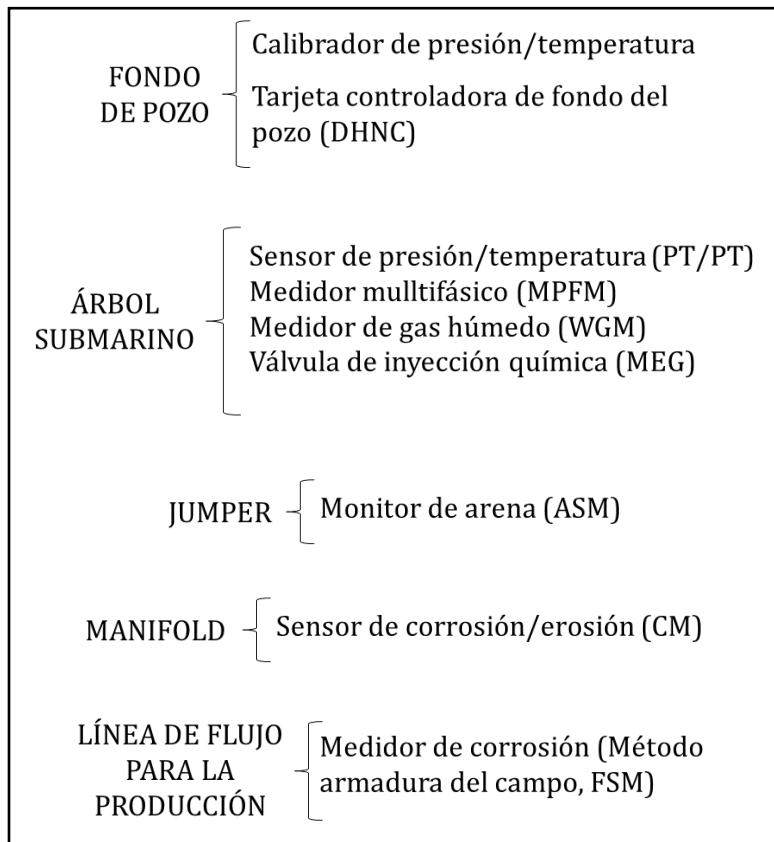 FONDO
DE POZO
Calibrador de presión/temperatura
Tarjeta controladora de fondo del
pozo (DHNC)
ÁRBOL
SUBMARINO
Sensor de presión/temperatura (PT/PT)
Medidor mulltifásico (MPFM)
Medidor de gas húmedo (WGM)
Válvula de inyección química (MEG)
JUMPER
Monitor de arena (ASM)
MANIFOLD
Sensor de corrosión/erosión (CM)
LÍNEA DE FLUJO
PARA LA
PRODUCCIÓN
Medidor de corrosión (Método
armadura del campo, FSM)